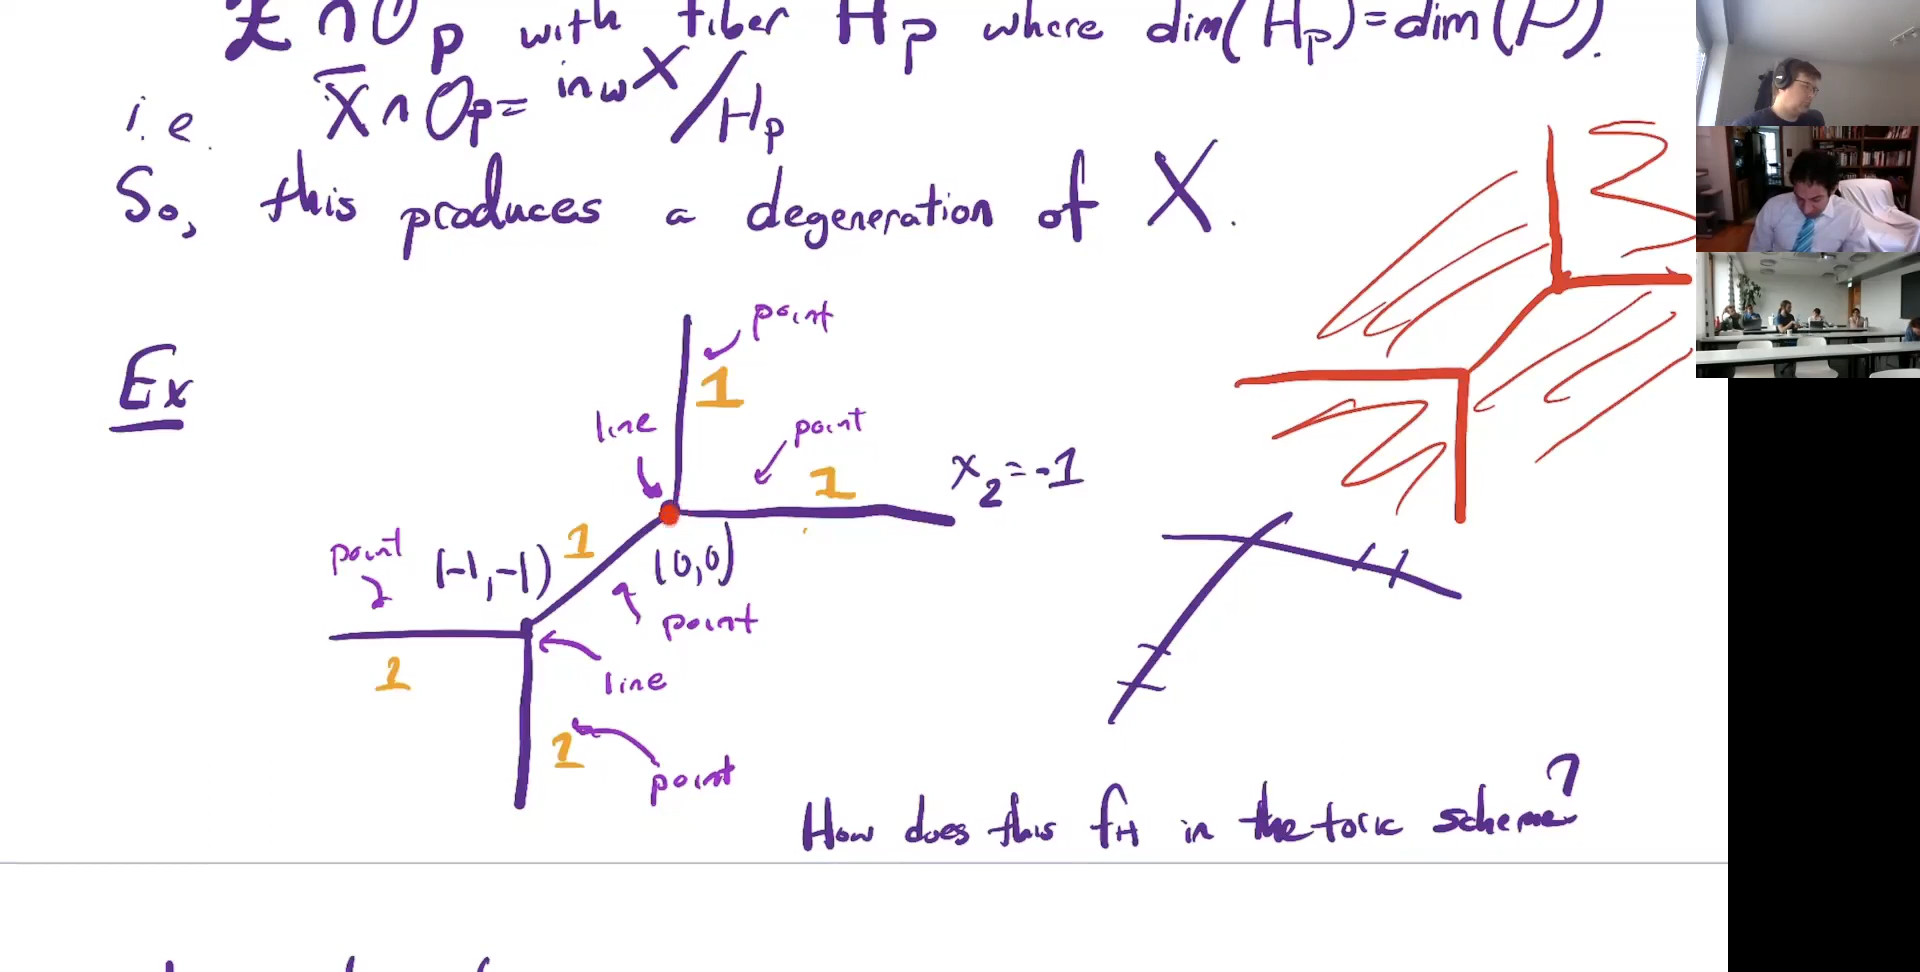 X ∩ O_P with fiber H_P where dim(H_P) = dim(P).
i.e. X̄ ∩ O_P = in_w X / H_P
So, this produces a degeneration of X.
Ex
point
1
line
point
1
x₂ = -1
point
(-1,-1)
1
(0,0)
point
1
line
1
point
How does this fit in the toric scheme?